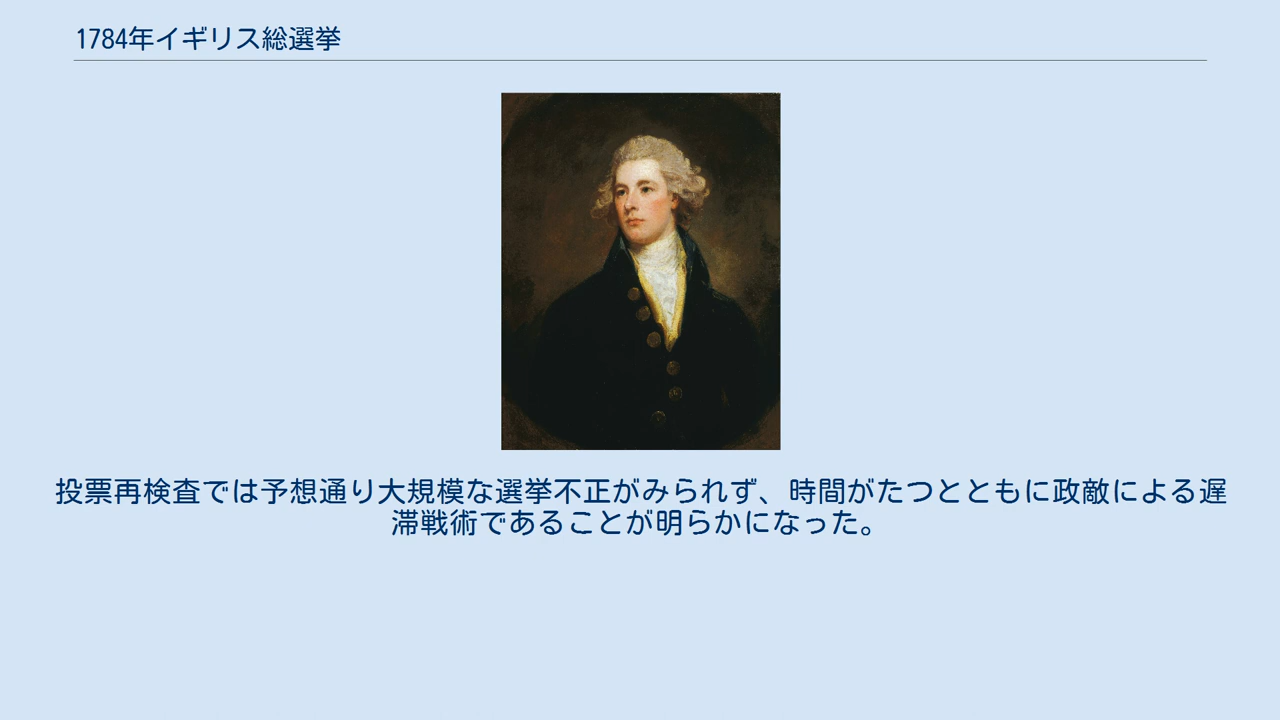 1784年イギリス総選挙
投票再検査では予想通り大規模な選挙不正がみられず、時間がたつとともに政敵による遅
滞戦術であることが明らかになった。